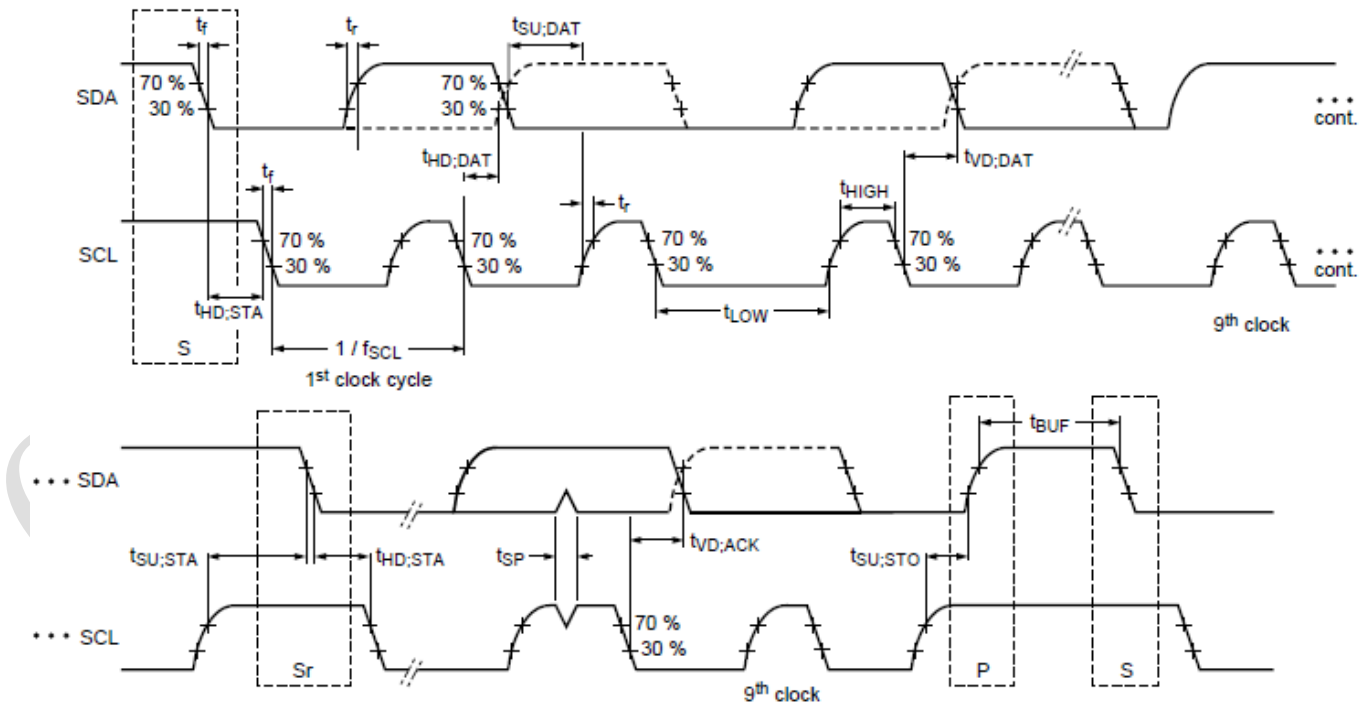 tf
tr
tSU;DAT
70 %
30 %
70 %
30 %
SDA
• • •
cont.
tHD;DAT
tVD;DAT
tf
tr
tHIGH
70 %
30 %
70 %
30 %
70 %
30 %
70 %
30 %
SCL
• • •
cont.
tHD;STA
tLOW
9th clock
S
1 / fSCL
1st clock cycle
tBUF
• • • SDA
tSU;STA
tHD;STA
tSP
tVD;ACK
tSU;STO
70 %
30 %
• • • SCL
Sr
P
S
9th clock